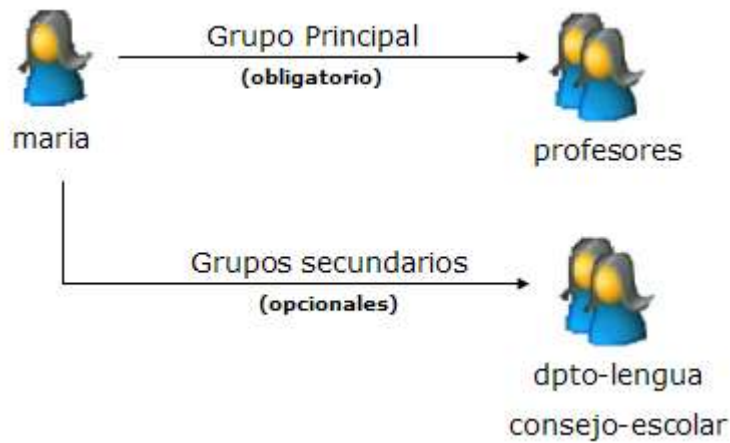 Grupo Principal
(obligatorio)
maria
profesores
Grupos secundarios
(opcionales)
dpto-lengua
consejo-escolar